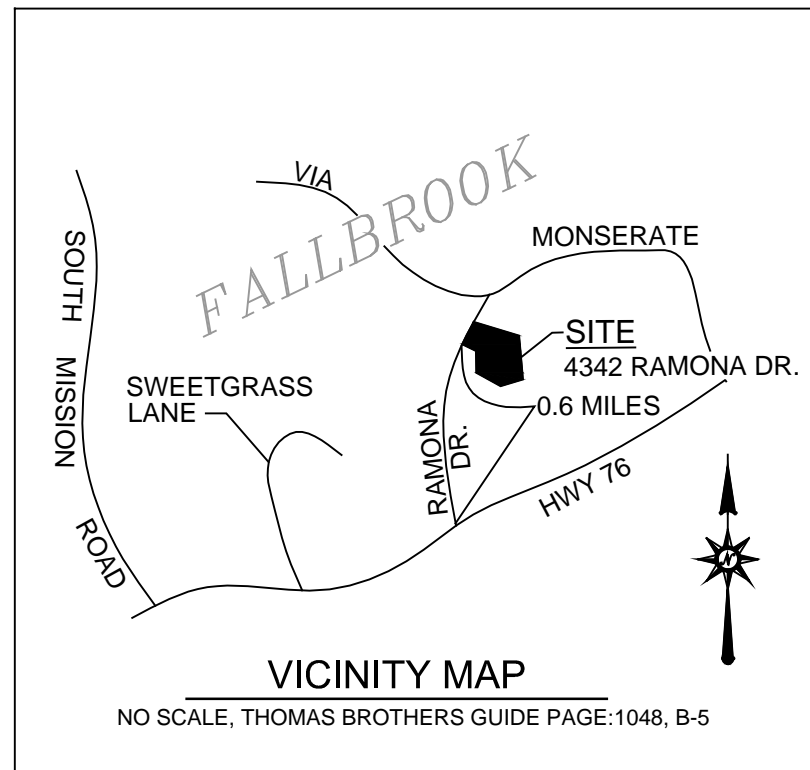 VIA
FALLBROOK
MONSERATE
SOUTH MISSION ROAD
SITE
4342 RAMONA DR.
SWEETGRASS
LANE
0.6 MILES
RAMONA
DR.
HWY 76
N
VICINITY MAP
NO SCALE, THOMAS BROTHERS GUIDE PAGE:1048, B-5